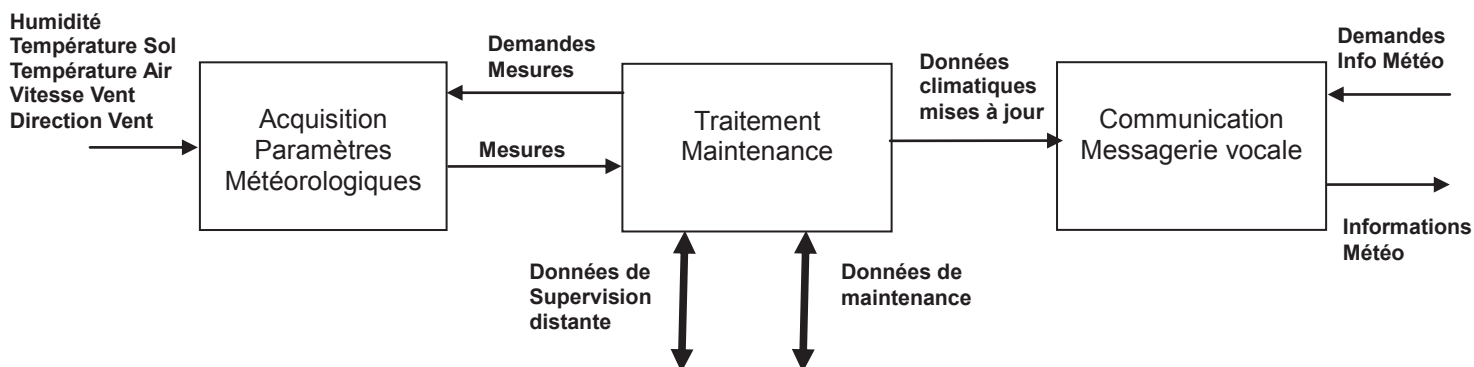 Humidité
Température Sol
Température Air
Vitesse Vent
Direction Vent
Acquisition
Paramètres
Météorologiques
Demandes
Mesures
Mesures
Traitement
Maintenance
Données
climatiques
mises à jour
Communication
Messagerie vocale
Demandes
Info Météo
Informations
Météo
Données de
Supervision
distante
Données de
maintenance